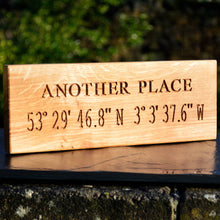 ANOTHER PLACE
53° 29' 46.8" N 3° 3' 37.6" W